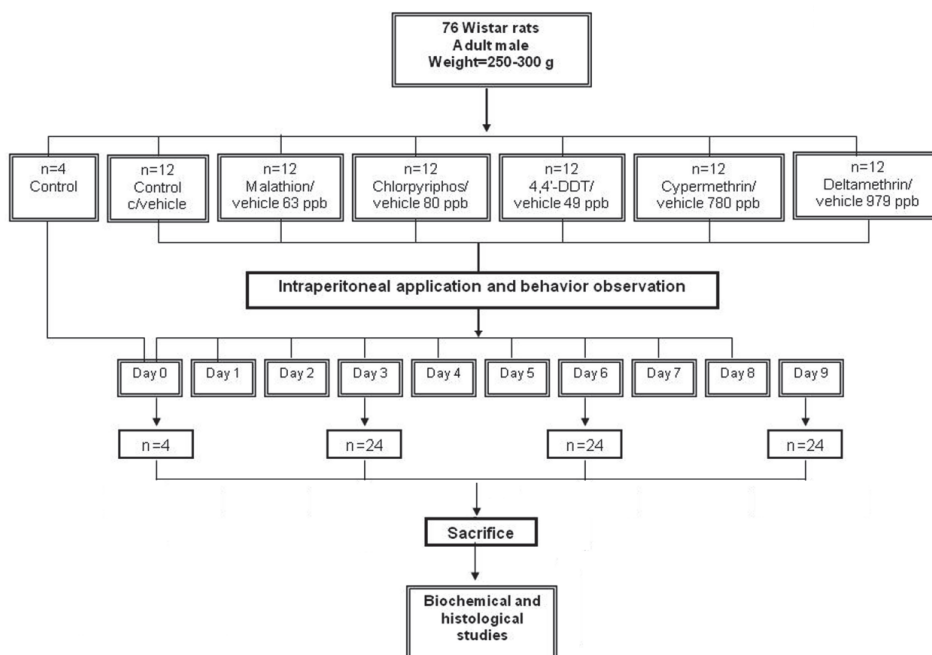 76 Wistar rats
Adult male
Weight=250-300 g
n=4
Control
n=12
Control
c/vehicle
n=12
Malathion/
vehicle 63 ppb
n=12
Chlorpyriphos/
vehicle 80 ppb
n=12
4,4'-DDT/
vehicle 49 ppb
n=12
Cypermethrin/
vehicle 780 ppb
n=12
Deltamethrin/
vehicle 979 ppb
Intraperitoneal application and behavior observation
Day 0
Day 1
Day 2
Day 3
Day 4
Day 5
Day 6
Day 7
Day 8
Day 9
n=4
n=24
n=24
n=24
Sacrifice
Biochemical and
histological
studies